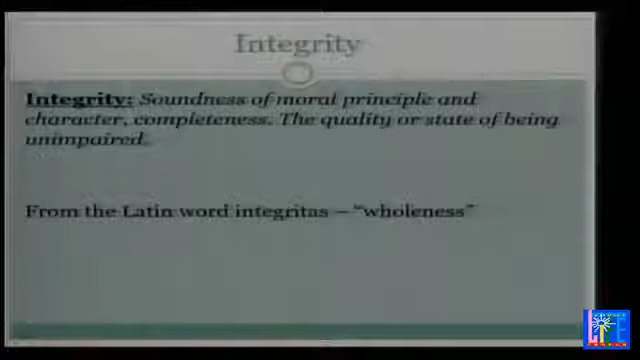 Integrity
Integrity: Soundness of moral principle and
character, completeness. The quality or state of being
unimpaired.
From the Latin word integritas – “wholeness”
LIFE